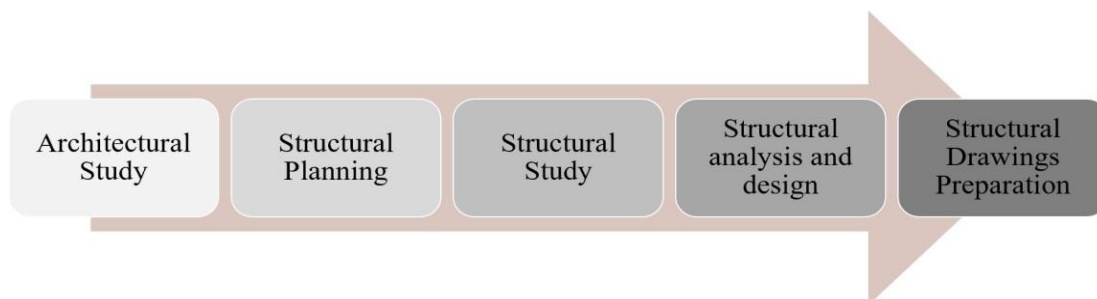 Architectural
Study
Structural
Planning
Structural
Study
Structural
analysis and
design
Structural
Drawings
Preparation